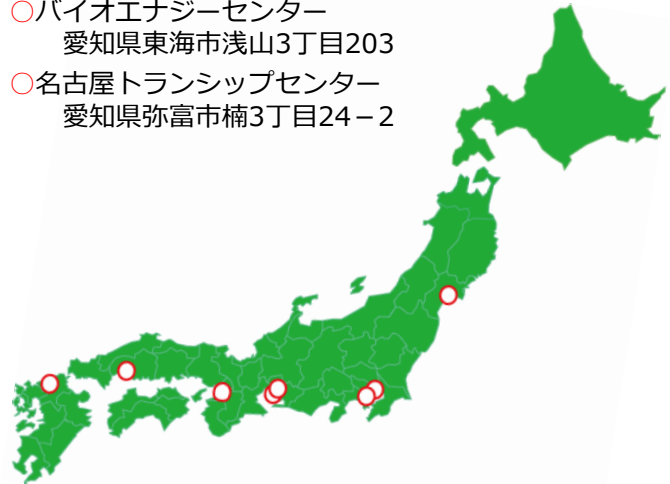 ○バイオエナジーセンター
愛知県東海市浅山3丁目203
○名古屋トランシップセンター
愛知県弥富市楠3丁目24－2